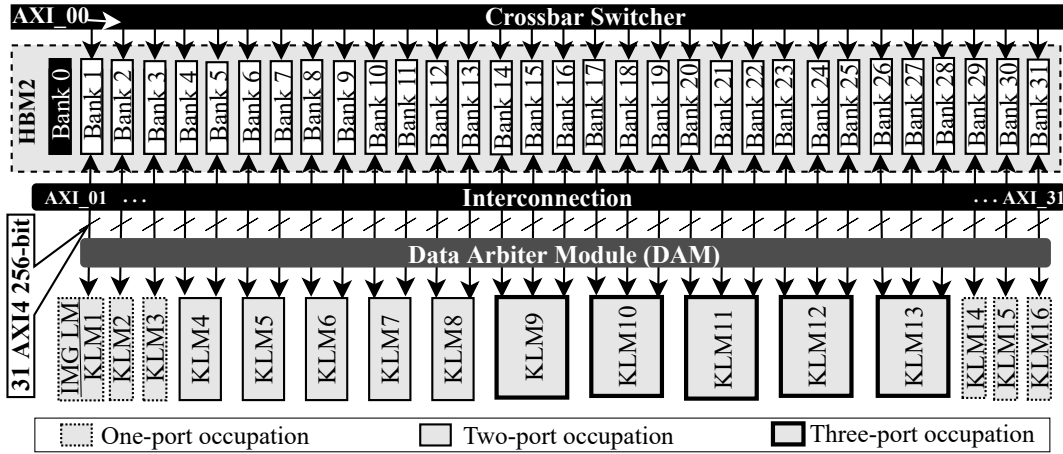 AXI_00
Crossbar Switcher
HBM2
Bank 0
Bank 1
Bank 2
Bank 3
Bank 4
Bank 5
Bank 6
Bank 7
Bank 8
Bank 9
Bank 10
Bank 11
Bank 12
Bank 13
Bank 14
Bank 15
Bank 16
Bank 17
Bank 18
Bank 19
Bank 20
Bank 21
Bank 22
Bank 23
Bank 24
Bank 25
Bank 26
Bank 27
Bank 28
Bank 29
Bank 30
Bank 31
AXI_01 ... Interconnection ... AXI_31
31 AXI4 256-bit
Data Arbiter Module (DAM)
IMG LM
KLM1
KLM2
KLM3
KLM4
KLM5
KLM6
KLM7
KLM8
KLM9
KLM10
KLM11
KLM12
KLM13
KLM14
KLM15
KLM16
One-port occupation
Two-port occupation
Three-port occupation